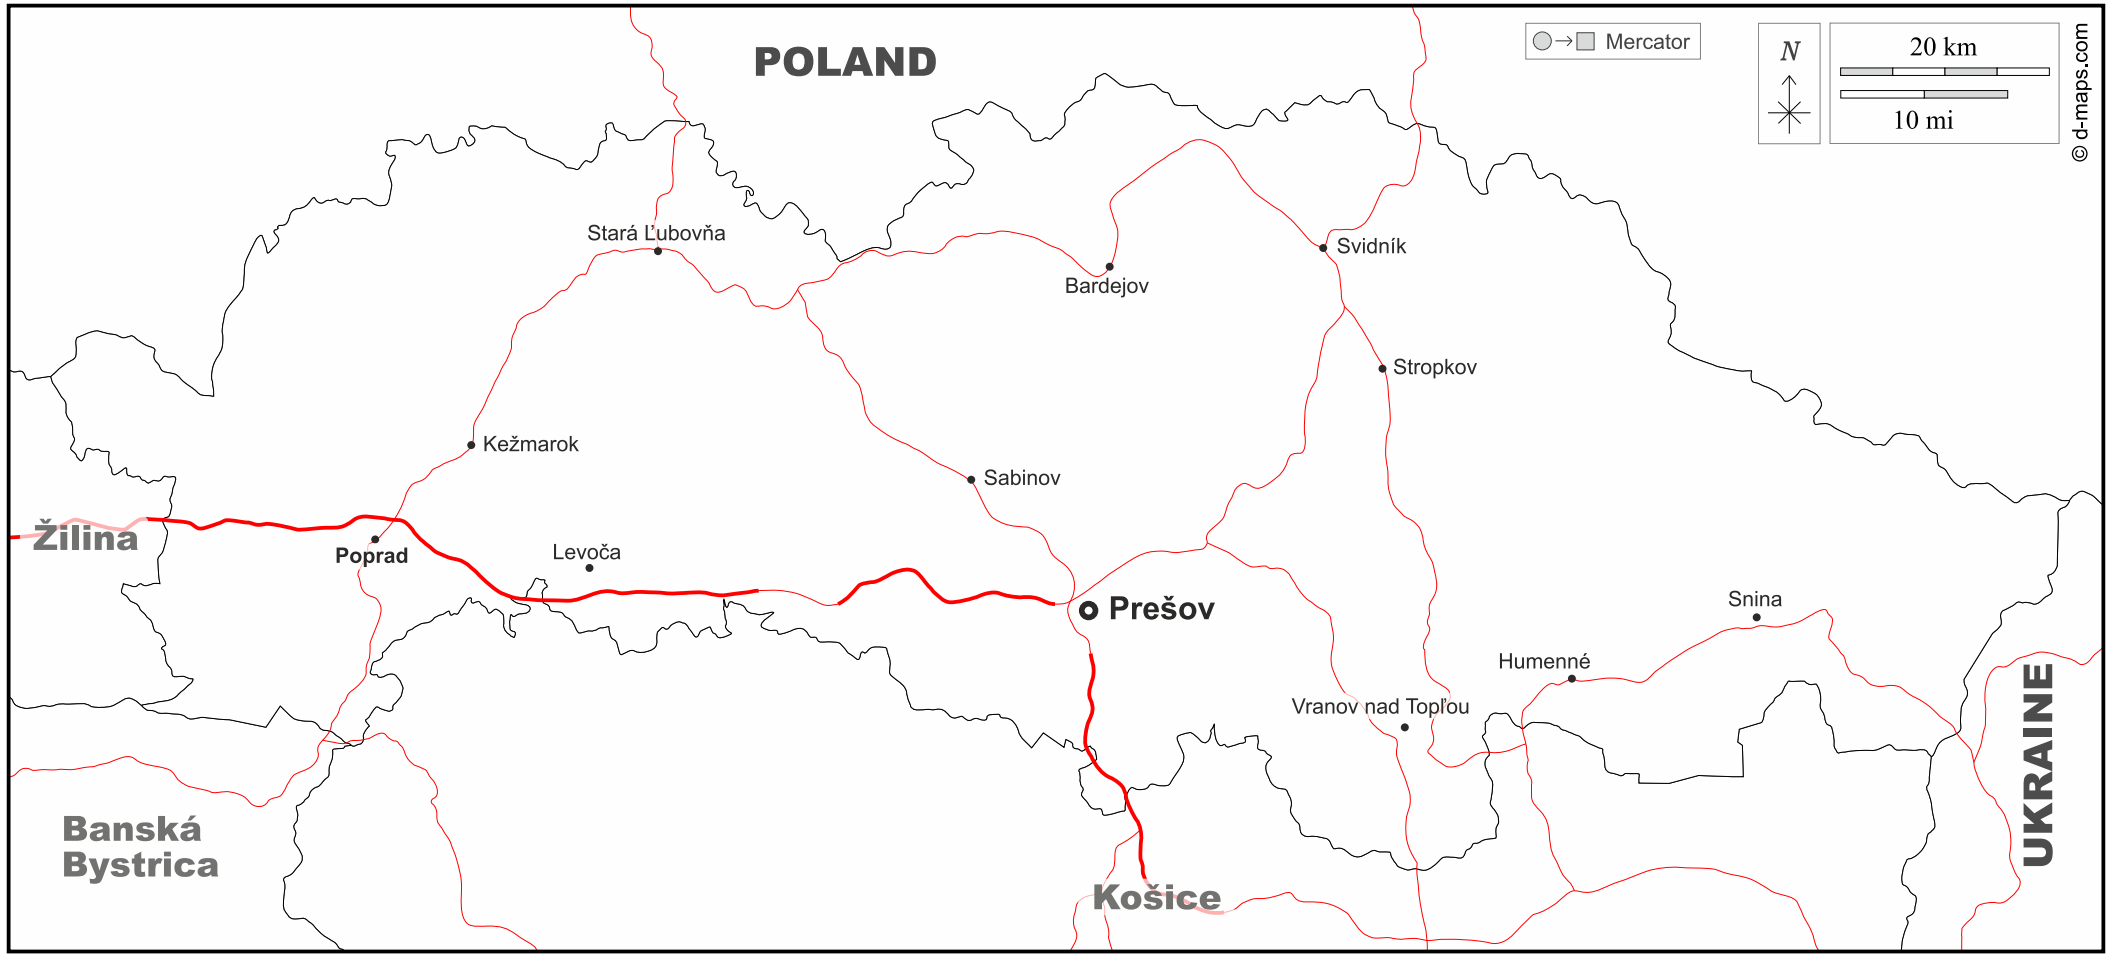 POLAND
Mercator
N
20 km
10 mi
© d-maps.com
Stará Ľubovňa
Svidník
Bardejov
Stropkov
Kežmarok
Sabinov
Žilina
Poprad
Levoča
Prešov
Snina
Humenné
Vranov nad Topľou
UKRAINE
Banská
Bystrica
Košice